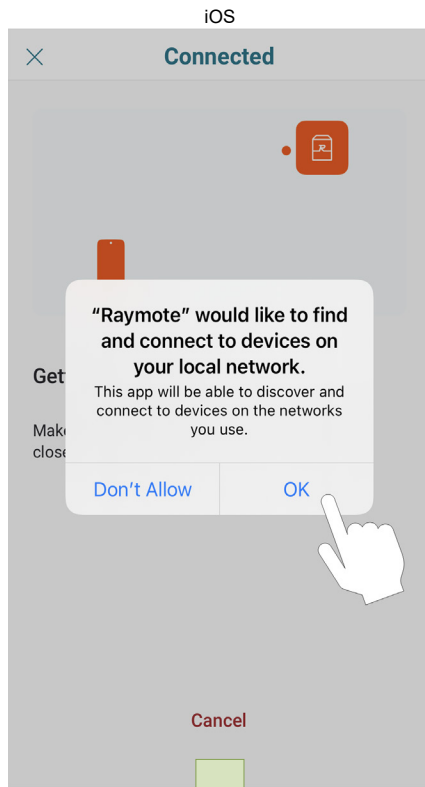 iOS
Connected
“Raymote” would like to find
and connect to devices on
your local network.
This app will be able to discover and
connect to devices on the networks
you use.
Get
Make
close
Don’t Allow
OK
Cancel